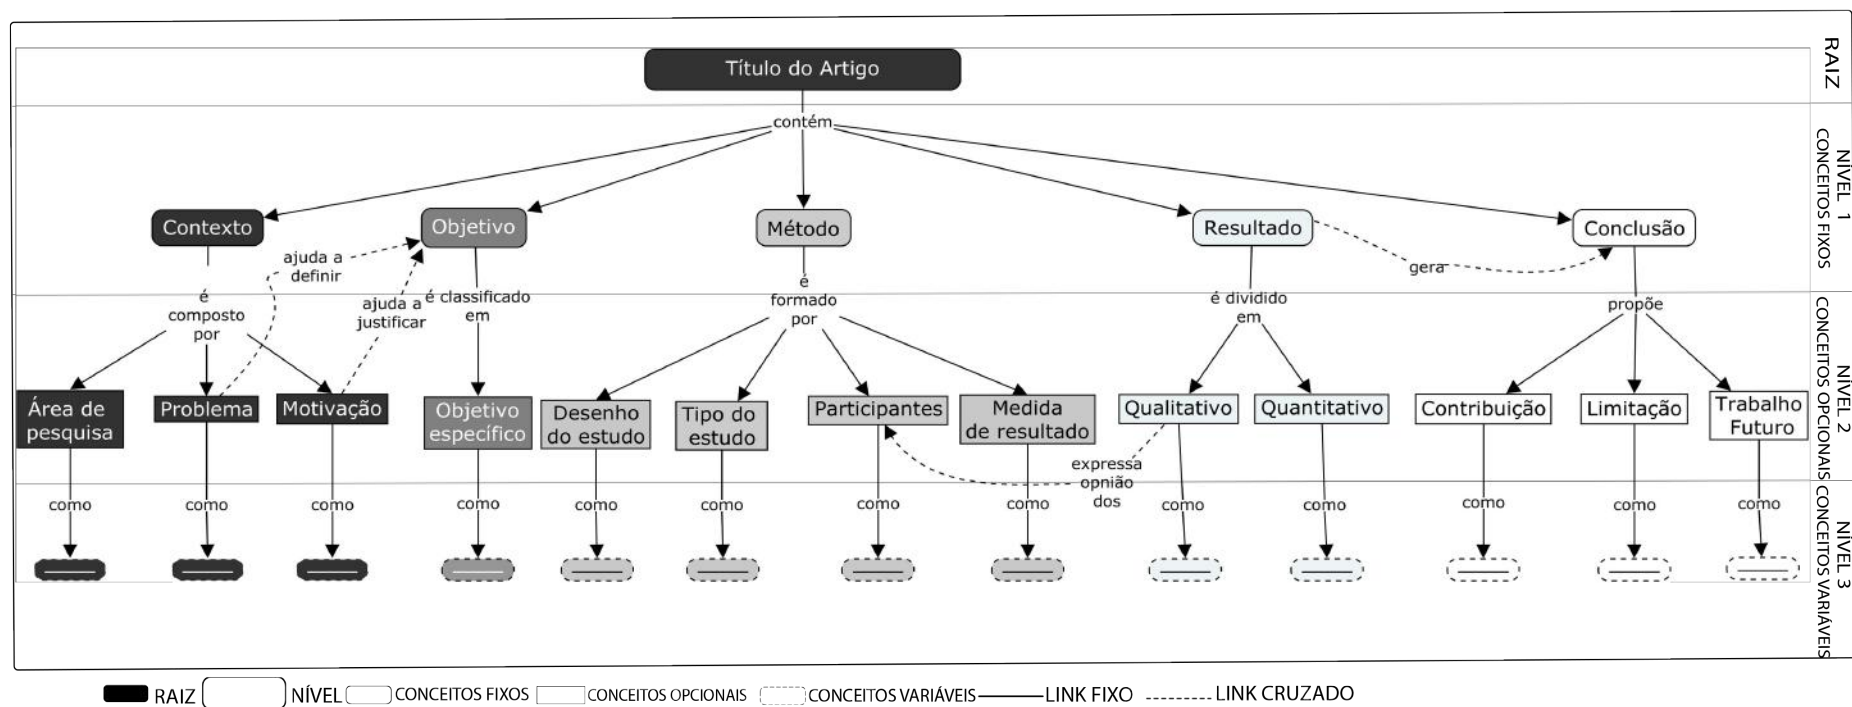 Título do Artigo
RAIZ
contém
NÍVEL 1
CONCEITOS FIXOS
Contexto
Objetivo
Método
Resultado
Conclusão
ajuda a
definir
gera
é
composto
por
ajuda a
justificar
é classificado
em
é
formado
por
é dividido
em
propõe
NÍVEL 2
CONCEITOS OPCIONAIS
Área de
pesquisa
Problema
Motivação
Objetivo
específico
Desenho
do estudo
Tipo do
estudo
Participantes
Medida
de resultado
Qualitativo
Quantitativo
Contribuição
Limitação
Trabalho
Futuro
expressa
opnião
dos
como
como
como
como
como
como
como
como
como
como
como
como
como
NÍVEL 3
CONCEITOS VARIÁVEIS
RAIZ
NÍVEL
CONCEITOS FIXOS
CONCEITOS OPCIONAIS
CONCEITOS VARIÁVEIS
LINK FIXO
LINK CRUZADO